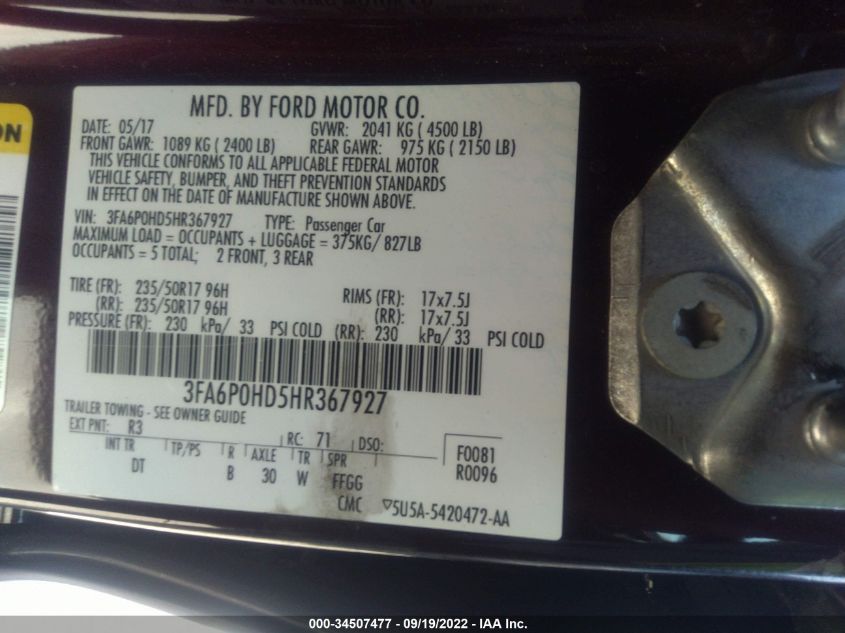 ON
MFD. BY FORD MOTOR CO.
DATE: 05/17 GVWR: 2041 KG ( 4500 LB)
FRONT GAWR: 1089 KG ( 2400 LB) REAR GAWR: 975 KG ( 2150 LB)
THIS VEHICLE CONFORMS TO ALL APPLICABLE FEDERAL MOTOR
VEHICLE SAFETY, BUMPER, AND THEFT PREVENTION STANDARDS
IN EFFECT ON THE DATE OF MANUFACTURE SHOWN ABOVE.
VIN: 3FA6P0HD5HR367927 TYPE: Passenger Car
MAXIMUM LOAD = OCCUPANTS + LUGGAGE = 375KG/ 827LB
OCCUPANTS = 5 TOTAL; 2 FRONT, 3 REAR
TIRE (FR): 235/50R17 96H RIMS (FR): 17x7.5J
(RR): 235/50R17 96H (RR): 17x7.5J
PRESSURE (FR): 230 kPa/ 33 PSI COLD (RR): 230 kPa/ 33 PSI COLD
3FA6P0HD5HR367927
TRAILER TOWING - SEE OWNER GUIDE
EXT PNT: R3 RC: 71 DSO: F0081
INT TR TP/PS R AXLE TR SPR R0096
DT B 30 W FFGG
CMC ▽5U5A-5420472-AA
000-34507477 - 09/19/2022 - IAA Inc.